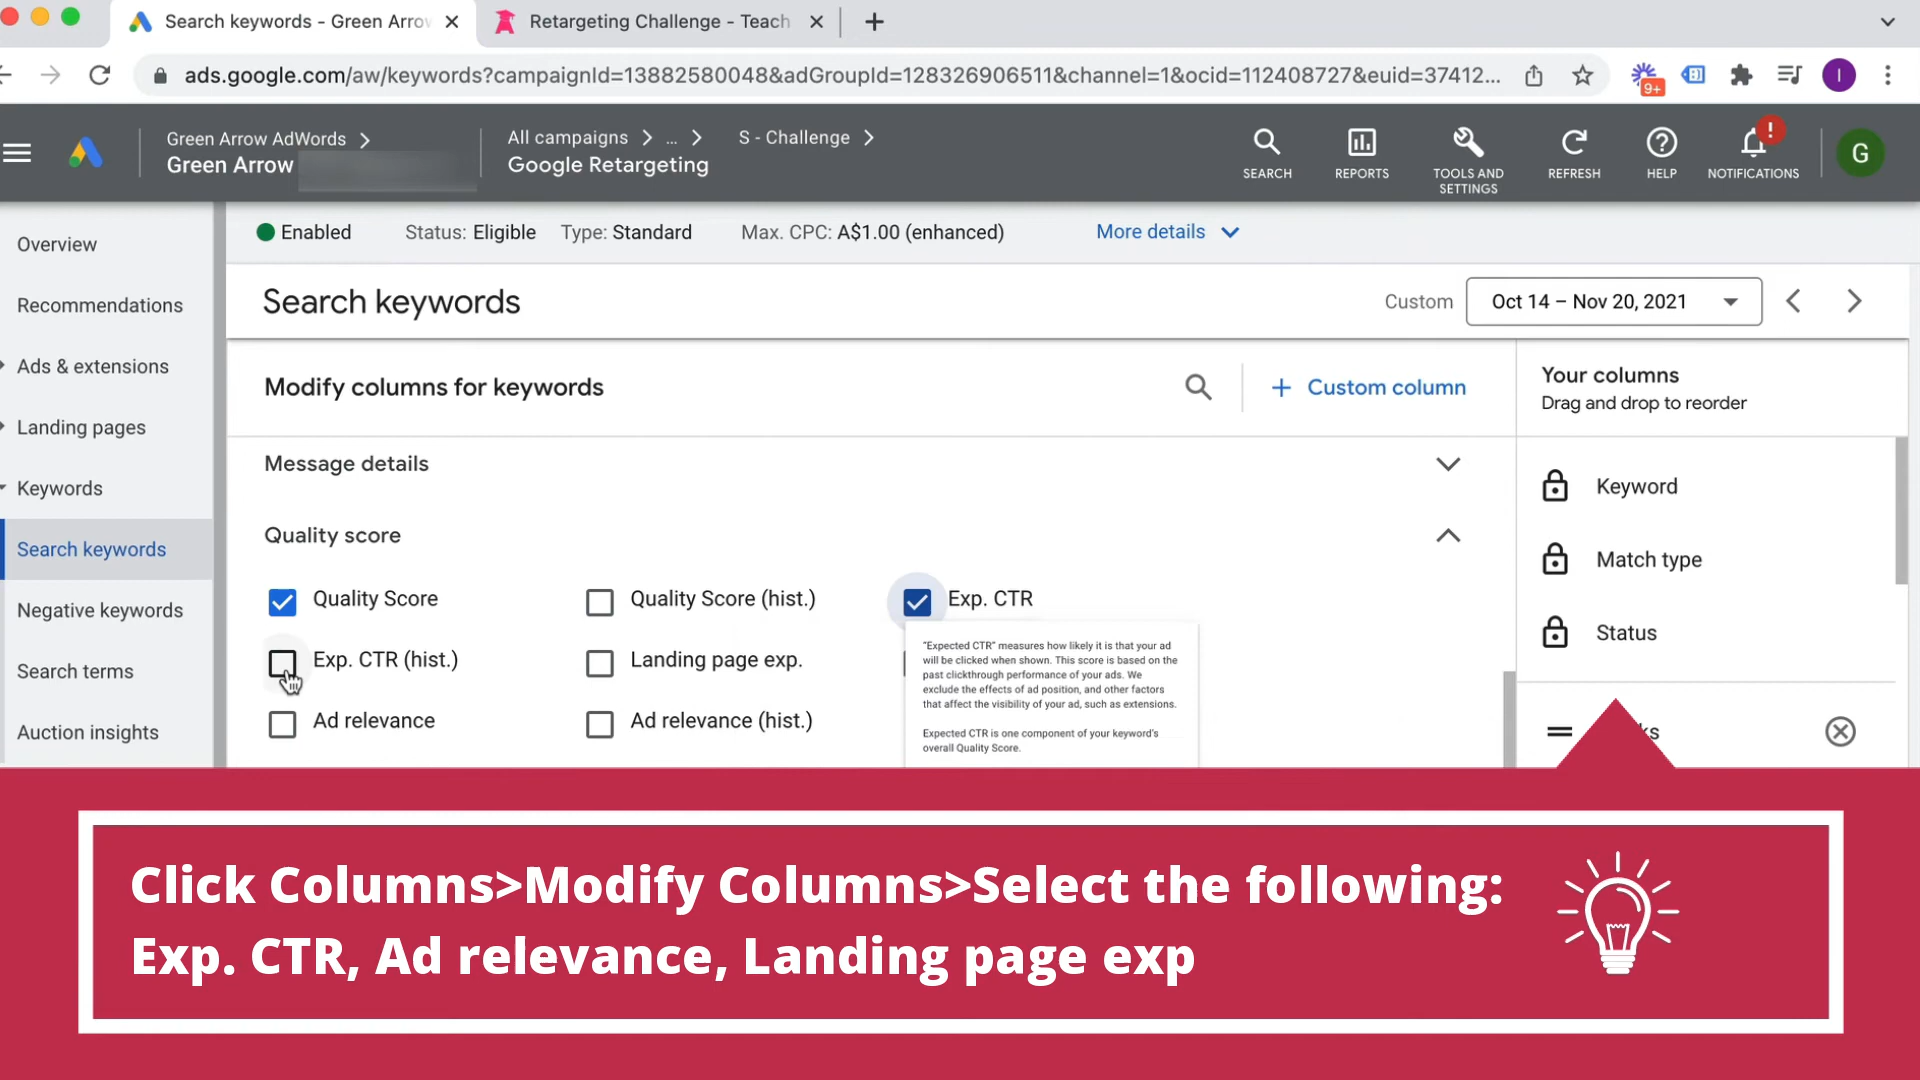 Search keywords - Green Arrow
Retargeting Challenge - Teach
ads.google.com/aw/keywords?campaignId=13882580048&adGroupId=128326906511&channel=1&ocid=112408727&euid=37412...
9+
I
Green Arrow AdWords
Green Arrow
All campaigns > ... > S - Challenge >
Google Retargeting
SEARCH
REPORTS
TOOLS AND SETTINGS
REFRESH
HELP
!
NOTIFICATIONS
G
Enabled Status: Eligible Type: Standard Max. CPC: A$1.00 (enhanced) More details
Overview
Recommendations
Ads & extensions
Landing pages
Keywords
Search keywords
Negative keywords
Search terms
Auction insights
Search keywords
Custom
Oct 14 – Nov 20, 2021
Modify columns for keywords
+ Custom column
Message details
Quality score
Quality Score
Quality Score (hist.)
Exp. CTR
Exp. CTR (hist.)
Landing page exp.
Ad relevance
Ad relevance (hist.)
"Expected CTR" measures how likely it is that your ad
will be clicked when shown. This score is based on the
past clickthrough performance of your ads. We
exclude the effects of ad position, and other factors
that affect the visibility of your ad, such as extensions.
Expected CTR is one component of your keyword's
overall Quality Score.
Your columns
Drag and drop to reorder
Keyword
Match type
Status
Click Columns>Modify Columns>Select the following:
Exp. CTR, Ad relevance, Landing page exp